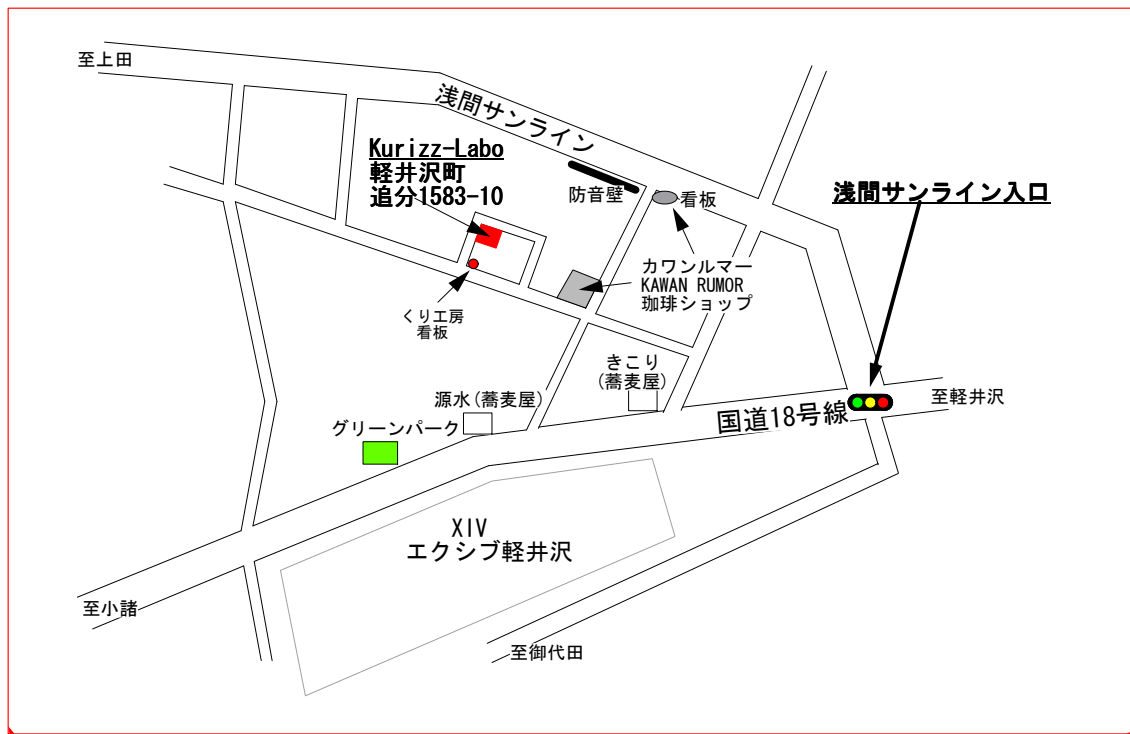 至上田
浅間サンライン
Kurizz-Labo
軽井沢町
追分1583-10
防音壁
看板
浅間サンライン入口
カワンルマー
KAWAN RUMOR
珈琲ショップ
くり工房
看板
きこり
(蕎麦屋)
至軽井沢
源水(蕎麦屋)
国道18号線
グリーンパーク
XIV
エクシブ軽井沢
至小諸
至御代田